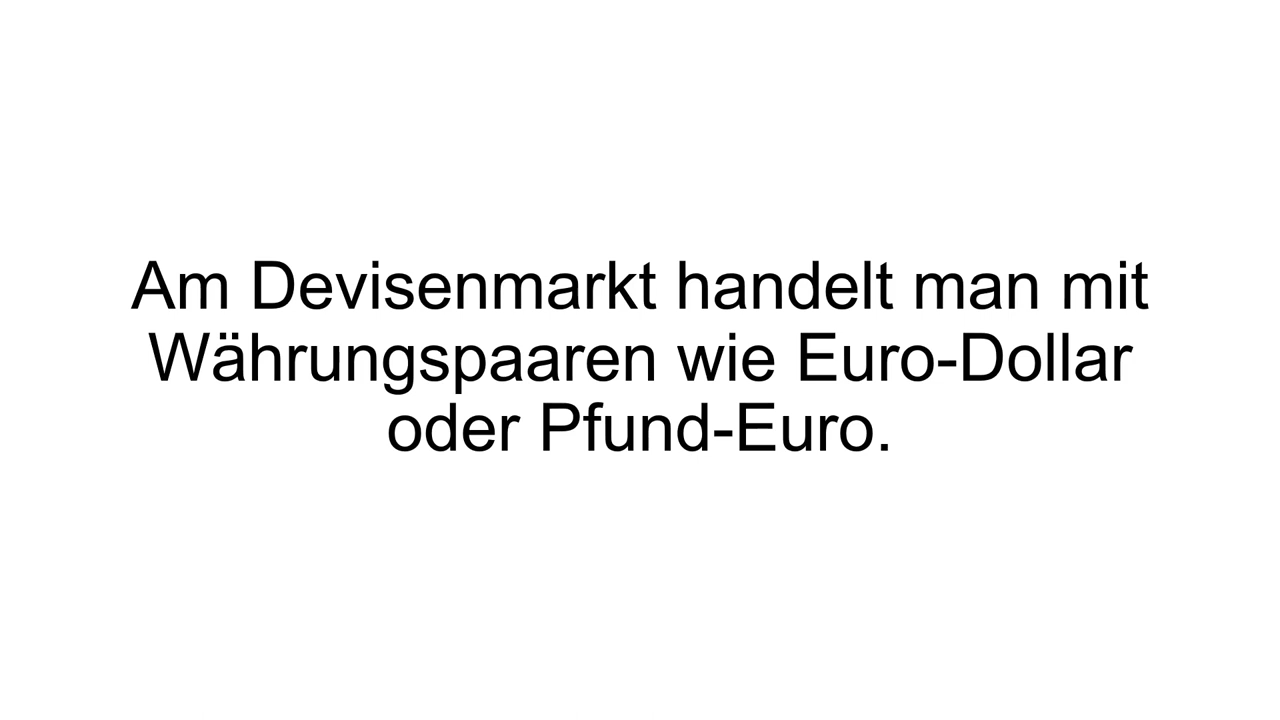 Am Devisenmarkt handelt man mit
Währungspaaren wie Euro-Dollar
oder Pfund-Euro.